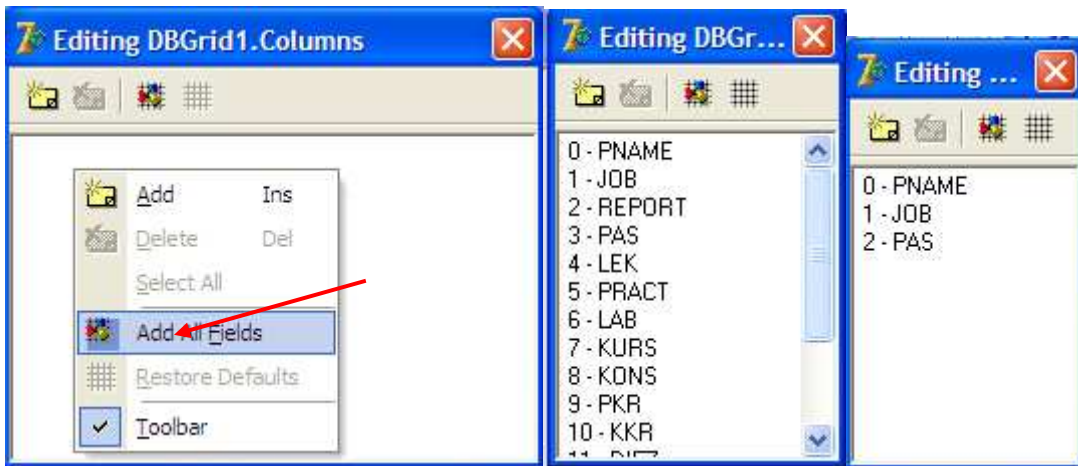 Editing DBGrid1.Columns
Add Ins
Delete Del
Select All
Add All Fields
Restore Defaults
Toolbar
Editing DBGr...
0 - PNAME
1 - JOB
2 - REPORT
3 - PAS
4 - LEK
5 - PRACT
6 - LAB
7 - KURS
8 - KONS
9 - PKR
10 - KKR
Editing ...
0 - PNAME
1 - JOB
2 - PAS